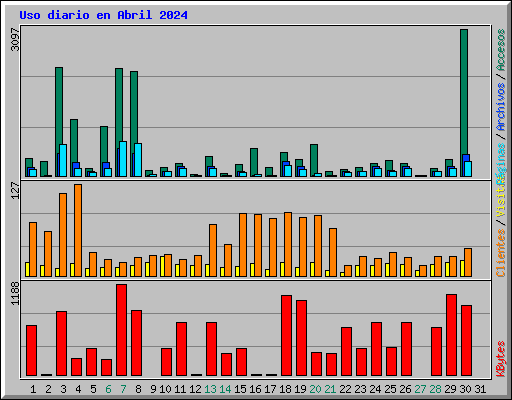 Uso diario en Abril 2024
3097
127
1188
Clientes / visitas
Páginas / Archivos / Accesos
KBytes
1 2 3 4 5 6 7 8 9 10 11 12 13 14 15 16 17 18 19 20 21 22 23 24 25 26 27 28 29 30 31